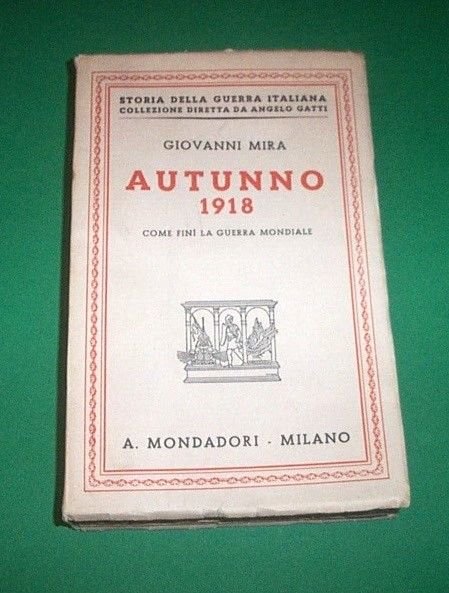 STORIA DELLA GUERRA ITALIANA
COLLEZIONE DIRETTA DA ANGELO GATTI
GIOVANNI MIRA
AUTUNNO
1918
COME FINÌ LA GUERRA MONDIALE
A. MONDADORI - MILANO